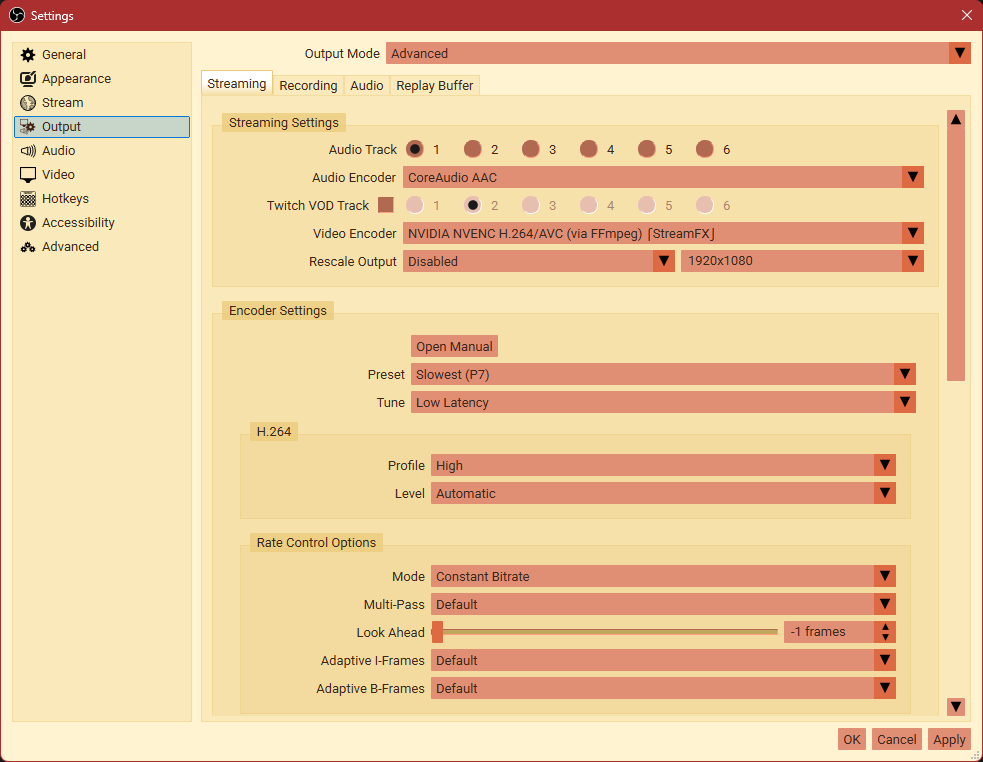 Settings
General
Appearance
Stream
Output
Audio
Video
Hotkeys
Accessibility
Advanced
Output Mode Advanced
Streaming Recording Audio Replay Buffer
Streaming Settings
Audio Track 1 2 3 4 5 6
Audio Encoder CoreAudio AAC
Twitch VOD Track 1 2 3 4 5 6
Video Encoder NVIDIA NVENC H.264/AVC (via FFmpeg) ⌈StreamFX⌋
Rescale Output Disabled 1920x1080
Encoder Settings
Open Manual
Preset Slowest (P7)
Tune Low Latency
H.264
Profile High
Level Automatic
Rate Control Options
Mode Constant Bitrate
Multi-Pass Default
Look Ahead -1 frames
Adaptive I-Frames Default
Adaptive B-Frames Default
OK Cancel Apply